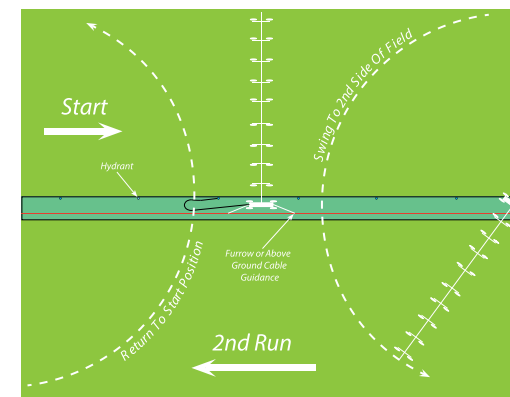 Start
Swing To 2nd Side Of Field
Hydrant
Furrow or Above
Ground Cable
Guidance
Return To Start Position
2nd Run